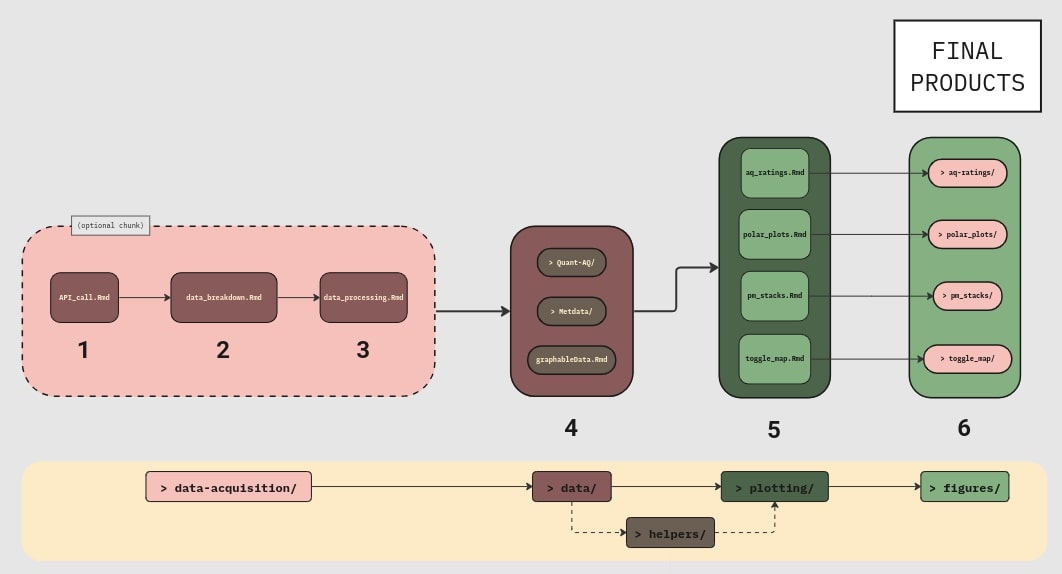 FINAL
PRODUCTS
(optional chunk)
API_call.Rmd
data_breakdown.Rmd
data_processing.Rmd
1
2
3
> Quant-AQ/
> Metdata/
graphableData.Rmd
4
aq_ratings.Rmd
polar_plots.Rmd
pm_stacks.Rmd
toggle_map.Rmd
5
> aq-ratings/
> polar_plots/
> pm_stacks/
> toggle_map/
6
> data-acquisition/
> data/
> plotting/
> figures/
> helpers/